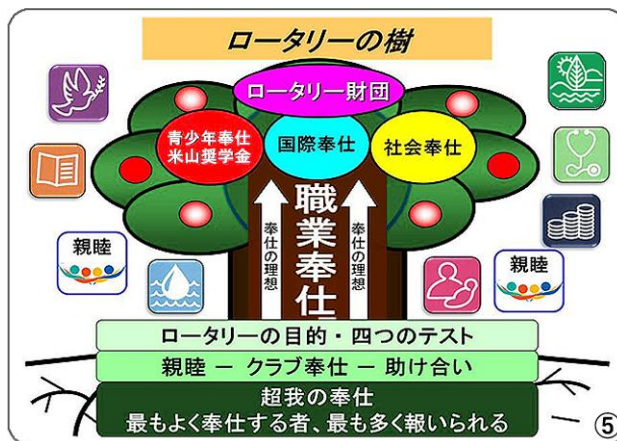 ロータリーの樹
ロータリー財団
青少年奉仕
米山奨学金
国際奉仕
社会奉仕
職業奉仕
奉仕の理想
奉仕の理想
親睦
親睦
ロータリーの目的・四つのテスト
親睦 － クラブ奉仕 － 助け合い
超我の奉仕
最もよく奉仕する者、最も多く報いられる
⑤